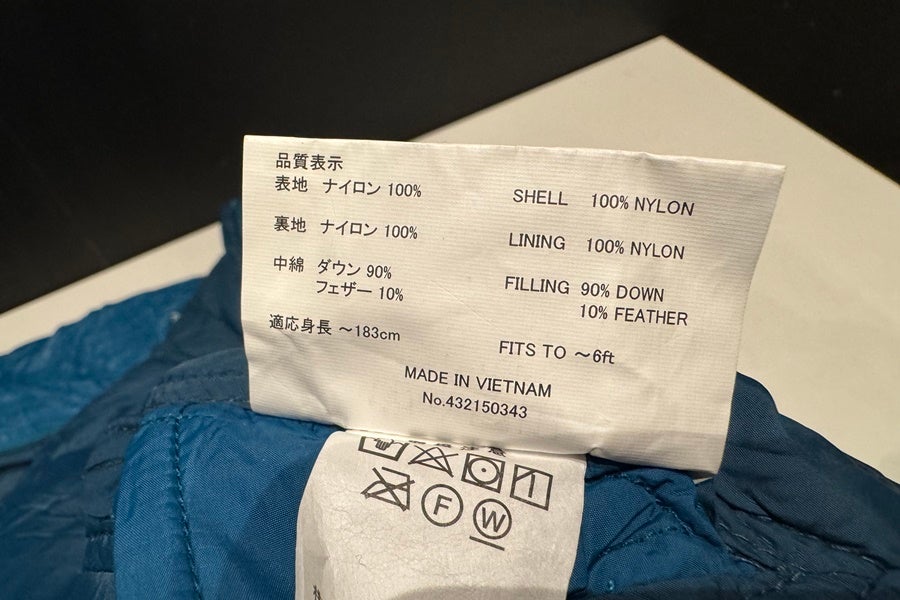 品質表示
表地 ナイロン 100%
裏地 ナイロン 100%
中綿 ダウン 90%
フェザー 10%
適応身長 ～183cm
SHELL 100% NYLON
LINING 100% NYLON
FILLING 90% DOWN
10% FEATHER
FITS TO ～6ft
MADE IN VIETNAM
No.432150343
F W